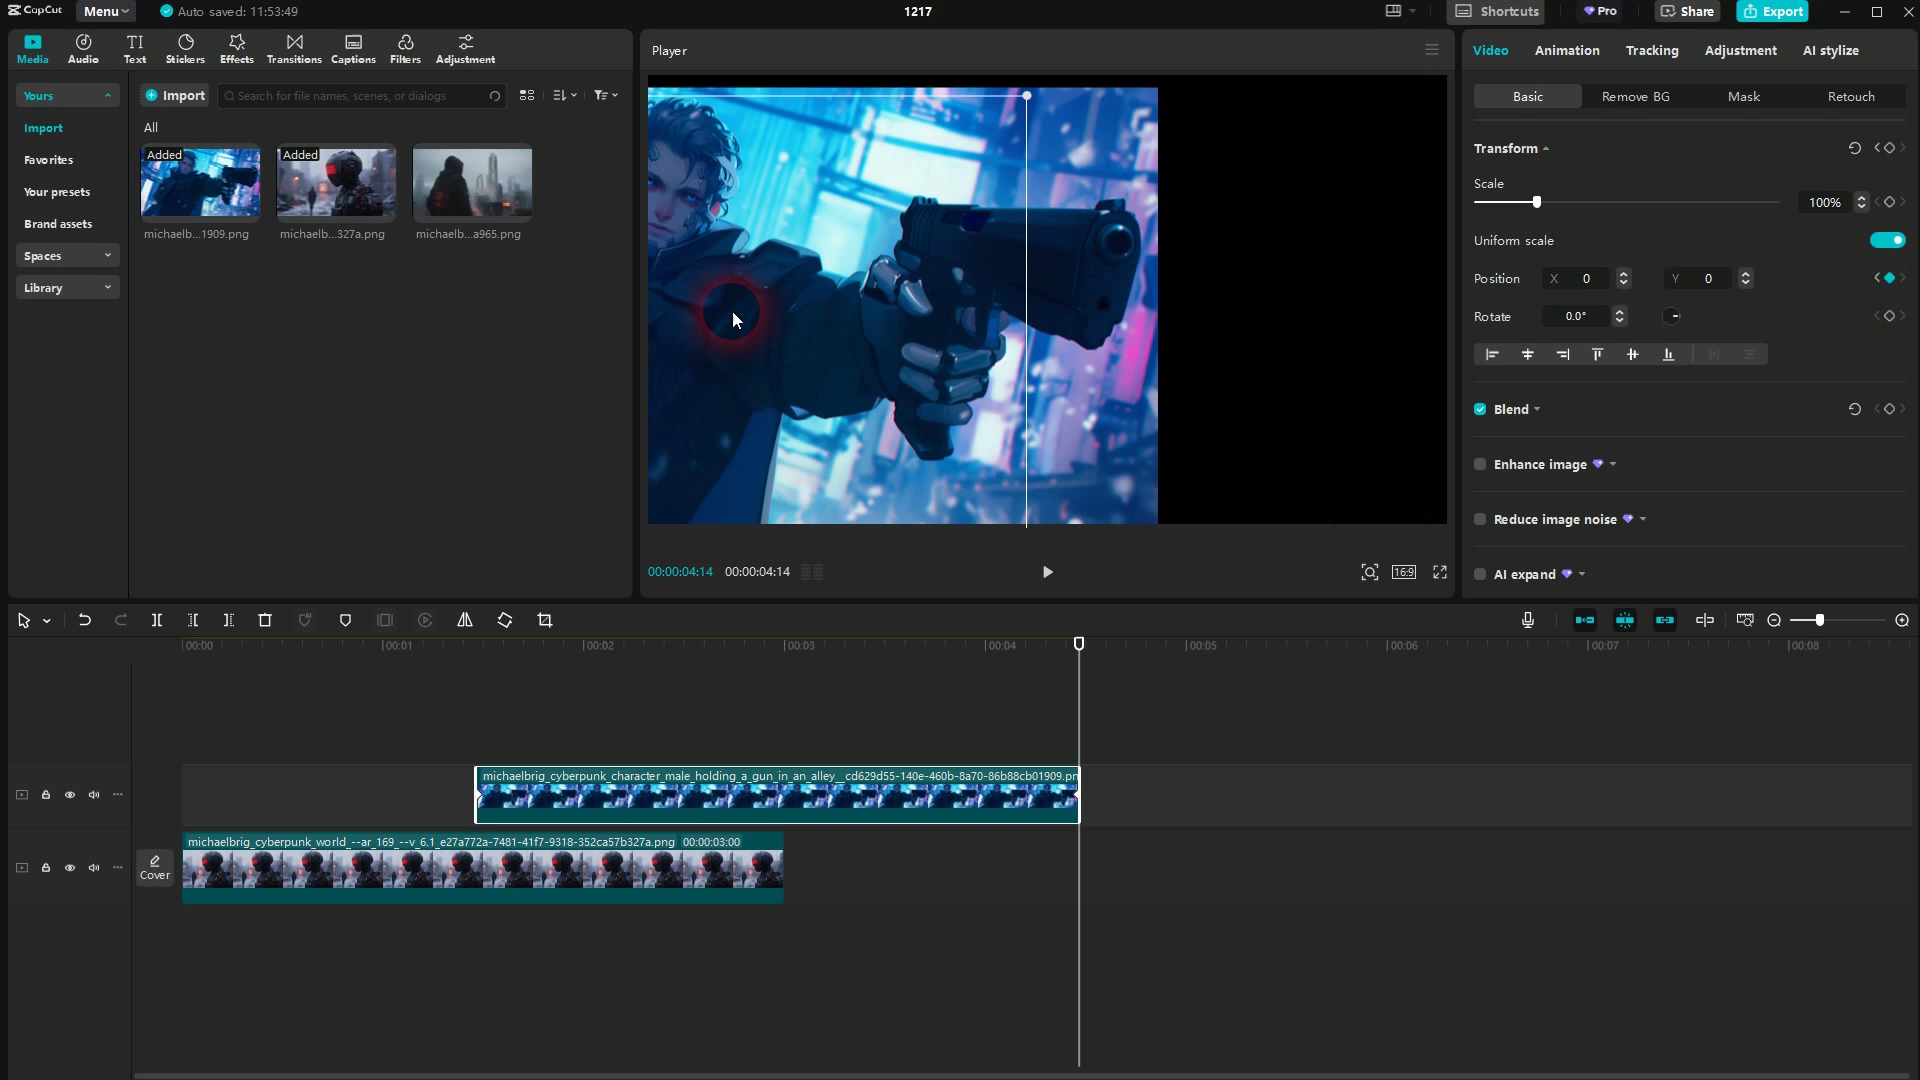 CapCut
Menu
Auto saved: 11:53:49
1217
Shortcuts
Pro
Share
Export
Media
Audio
Text
Stickers
Effects
Transitions
Captions
Filters
Adjustment
Yours
Import
Favorites
Your presets
Brand assets
Spaces
Library
Import
Search for file names, scenes, or dialogs
All
Added
Added
michaelb...1909.png
michaelb...327a.png
michaelb...a965.png
Player
00:00:04:14
00:00:04:14
16:9
Video
Animation
Tracking
Adjustment
AI stylize
Basic
Remove BG
Mask
Retouch
Transform
Scale
100%
Uniform scale
Position
X 0
Y 0
Rotate
0.0°
Blend
Enhance image
Reduce image noise
AI expand
00:00
00:01
00:02
00:03
00:04
00:05
00:06
00:07
00:08
michaelbrig_cyberpunk_character_male_holding_a_gun_in_an_alley__cd629d55-140e-460b-8a70-86b88cb01909.pn
Cover
michaelbrig_cyberpunk_world_--ar_169_--v_6.1_e27a772a-7481-41f7-9318-352ca57b327a.png 00:00:03:00